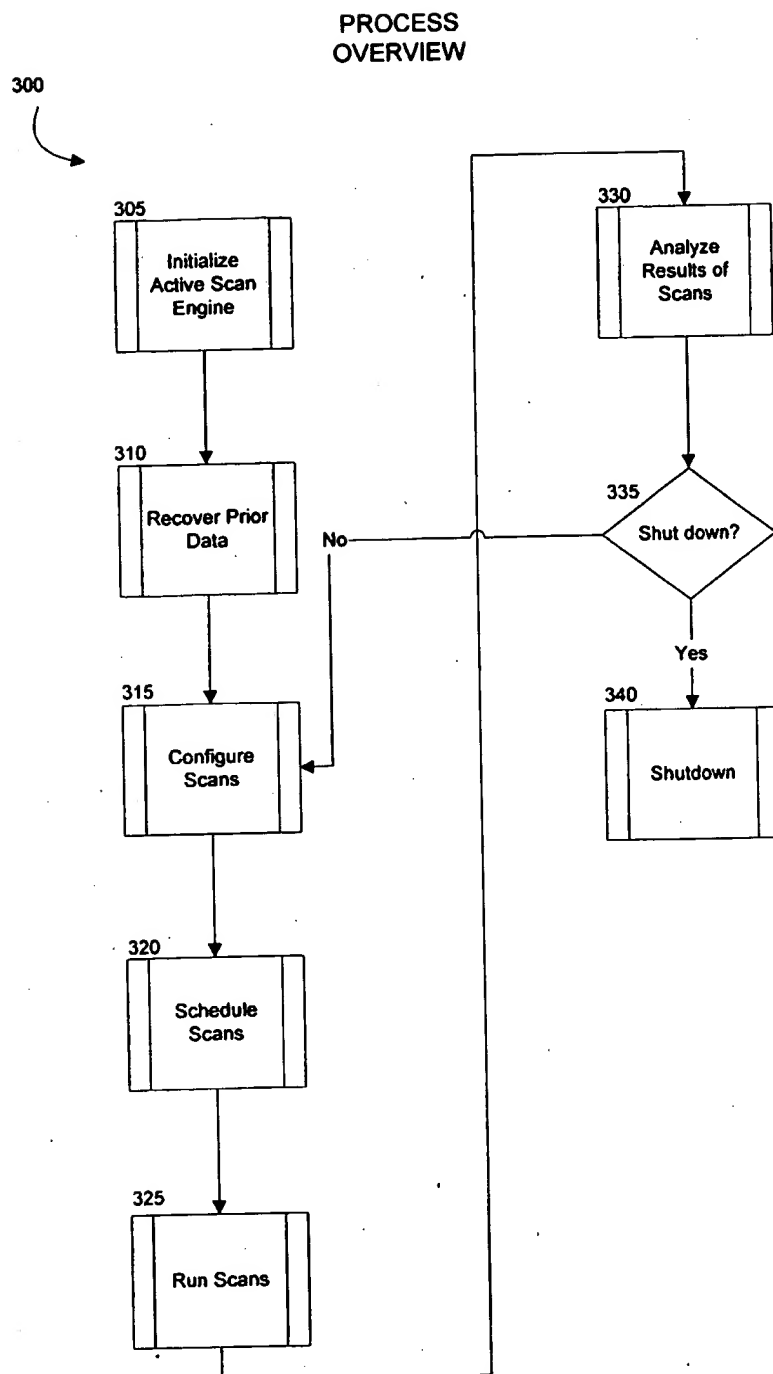 PROCESS
OVERVIEW
300
305
Initialize
Active Scan
Engine
310
Recover Prior
Data
315
Configure
Scans
320
Schedule
Scans
325
Run Scans
330
Analyze
Results of
Scans
335
Shut down?
No
Yes
340
Shutdown